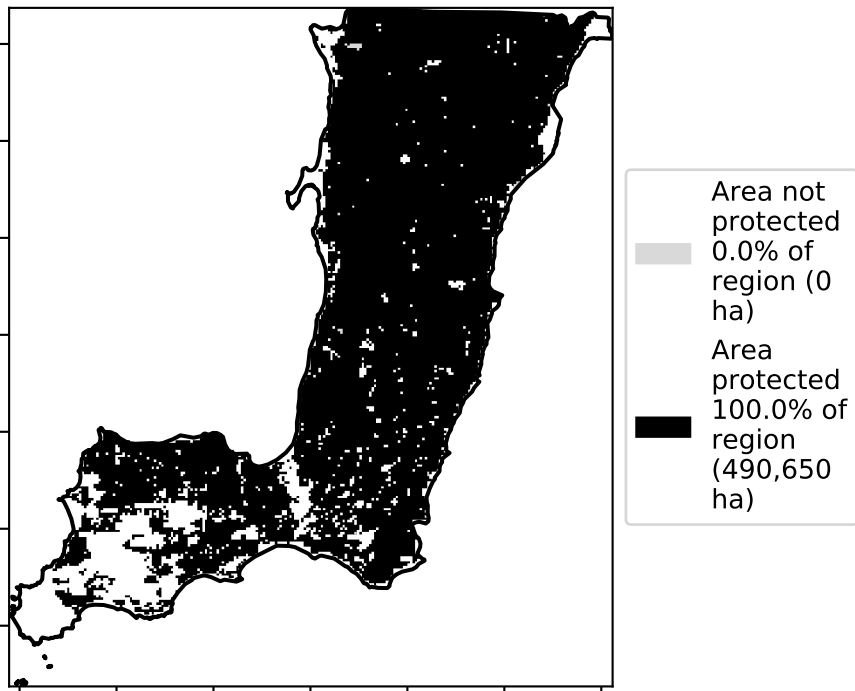 Area not
protected
0.0% of
region (0
ha)
Area
protected
100.0% of
region
(490,650
ha)